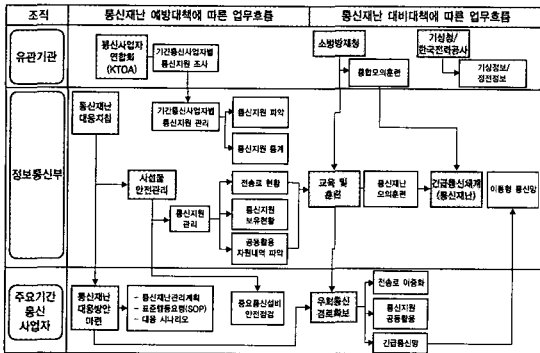 조직
통신재난 예방대책에 따른 업무흐름
통신재난 대비대책에 따른 업무흐름
유관기관
통신사업자
연합회
(KTOA)
기간통신사업자별
통신지원 조사
소방방재청
통합모의훈련
기상청/
한국전력공사
기상정보/
정전정보
정보통신부
통신재난
대응지침
기간통신사업자별
통신지원 관리
통신지원 파악
통신지원 통계
시설물
안전관리
통신지원
관리
전송로 현황
통신지원
보유현황
공용활용
자원내역 파악
교육 및
훈련
통신재난
모의훈련
긴급통신체계
(통신재난)
이동형 통신망
주요기간
통신
사업자
통신재난
대응방안
마련
- 통신재난관리계획
- 표준행동요령(SOP)
- 대응 시나리오
중요통신설비
안전점검
우회통신
경로확보
전송로 이중화
통신지원
공동활용
긴급통신망